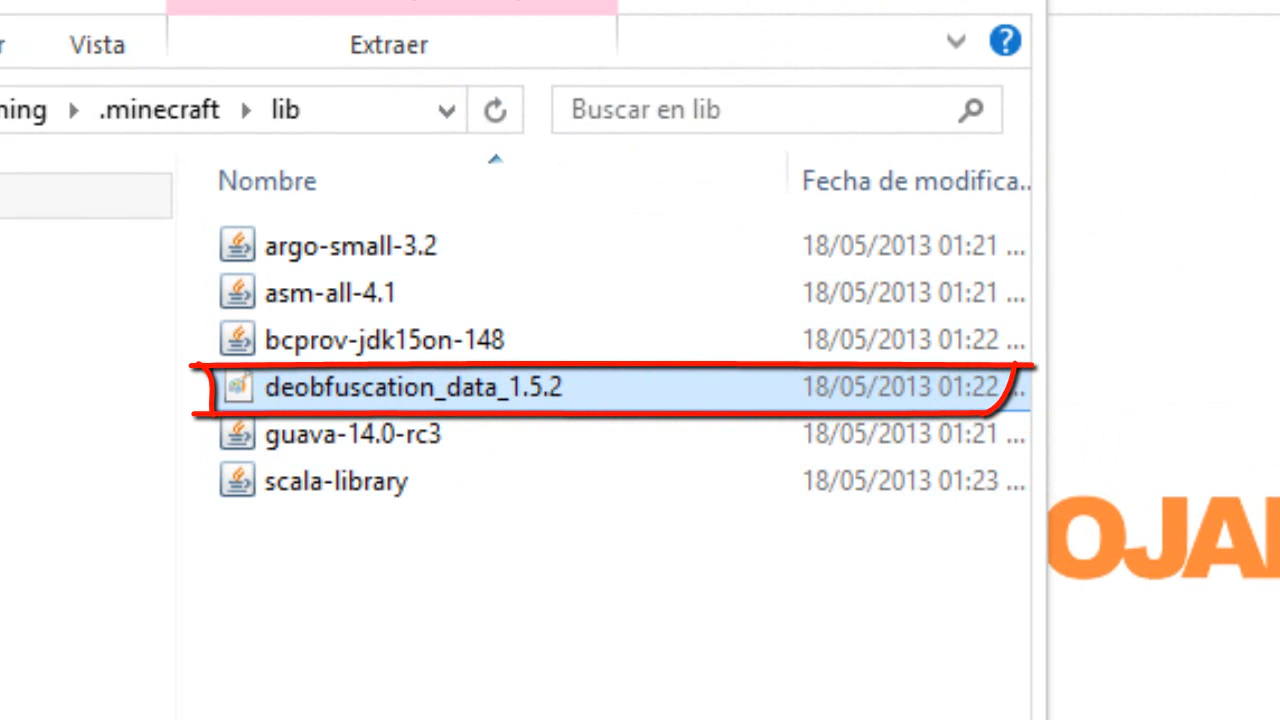 Vista
Extraer
.minecraft
lib
Buscar en lib
Nombre
Fecha de modifica...
argo-small-3.2
18/05/2013 01:21 ...
asm-all-4.1
18/05/2013 01:21 ...
bcprov-jdk15on-148
18/05/2013 01:22 ...
deobfuscation_data_1.5.2
18/05/2013 01:22 ...
guava-14.0-rc3
18/05/2013 01:21 ...
scala-library
18/05/2013 01:23 ...